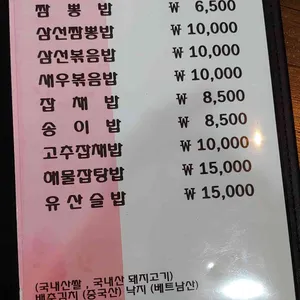 짬뽕밥 ₩ 6,500
삼선짬뽕밥 ₩ 10,000
삼선볶음밥 ₩ 10,000
새우볶음밥 ₩ 10,000
잡채밥 ₩ 8,500
송이밥 ₩ 8,500
고추잡채밥 ₩ 10,000
해물잡탕밥 ₩ 15,000
유산슬밥 ₩ 15,000
(국내산쌀, 국내산 돼지고기)
배추김치 (중국산) 낙지 (베트남산)